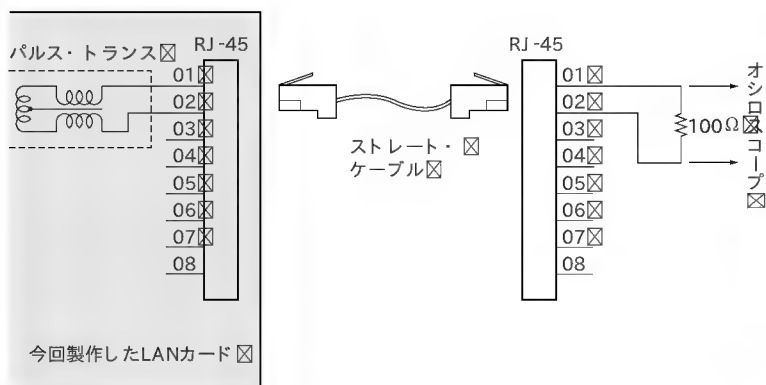 パルス・トランス
RJ-45
01
02
03
04
05
06
07
08
今回製作したLANカード
ストレート・
ケーブル
RJ-45
01
02
03
04
05
06
07
08
100Ω
オシロスコープ